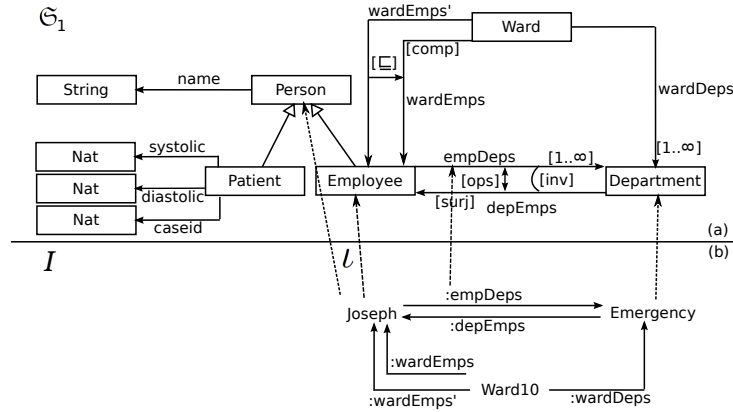 𝔖1
wardEmps'
Ward
[⊑]
[comp]
String
name
Person
wardEmps
wardDeps
Nat
systolic
Nat
diastolic
Nat
caseid
Patient
Employee
empDeps
[1..∞]
[1..∞]
[ops]
[inv]
Department
[surj]
depEmps
(a)
(b)
I
ι
:empDeps
Joseph
Emergency
:depEmps
:wardEmps
Ward10
:wardEmps'
:wardDeps